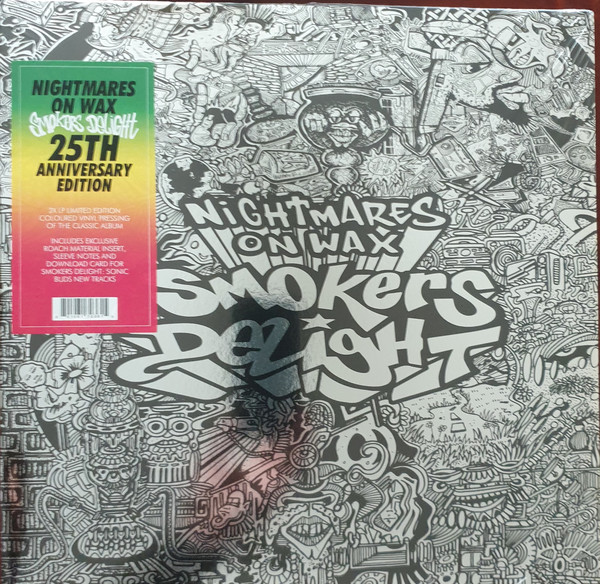 NIGHTMARES
ON WAX
SMOKERS DELIGHT
25TH
ANNIVERSARY
EDITION
2X LP LIMITED EDITION
COLOURED VINYL PRESSING
OF THE CLASSIC ALBUM
INCLUDES EXCLUSIVE
ROACH MATERIAL INSERT,
SLEEVE NOTES AND
DOWNLOAD CARD FOR
SMOKERS DELIGHT: SONIC
BUDS NEW TRACKS
NiGHTMARES
ON WAX
SMOKERS
DELiGHT